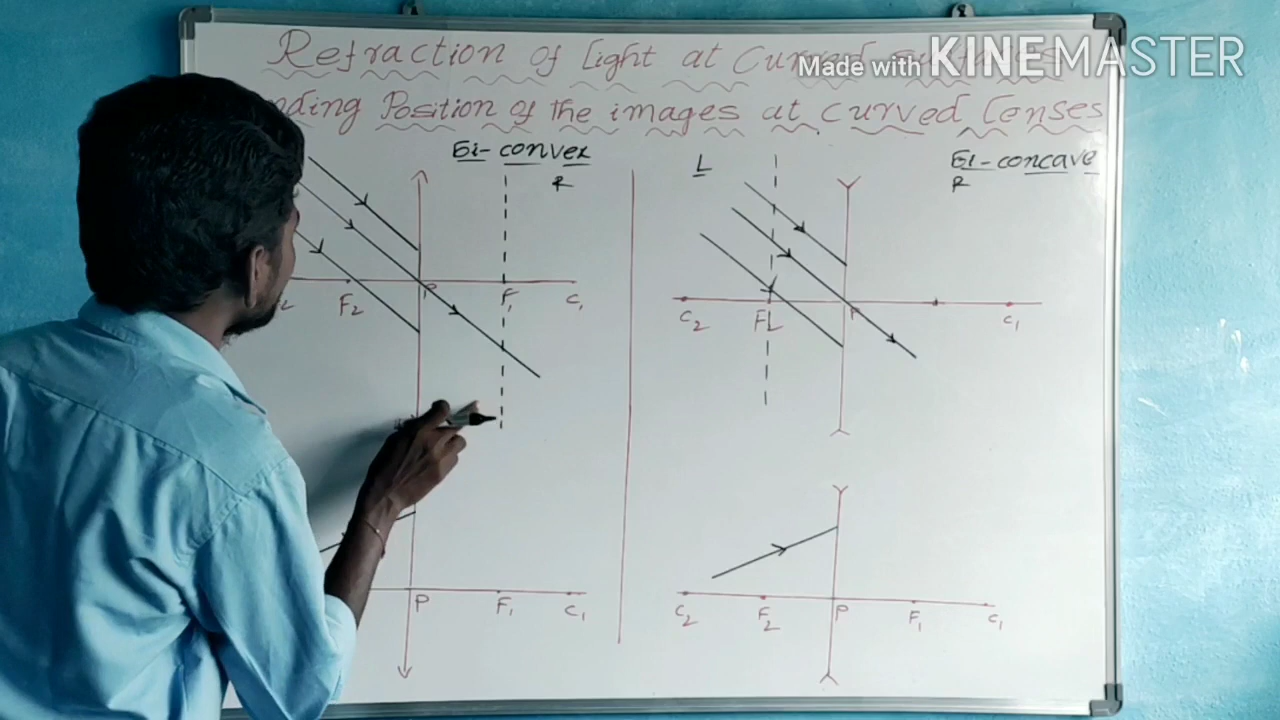 Refraction of light at
Made with KINEMASTER
Position of the images at curved Lenses
Bi-convex
R
L
Bi-concave
R
F2
P
F1
C1
C2
P
C1
P
F1
C1
C2
F2
P
F1
C1